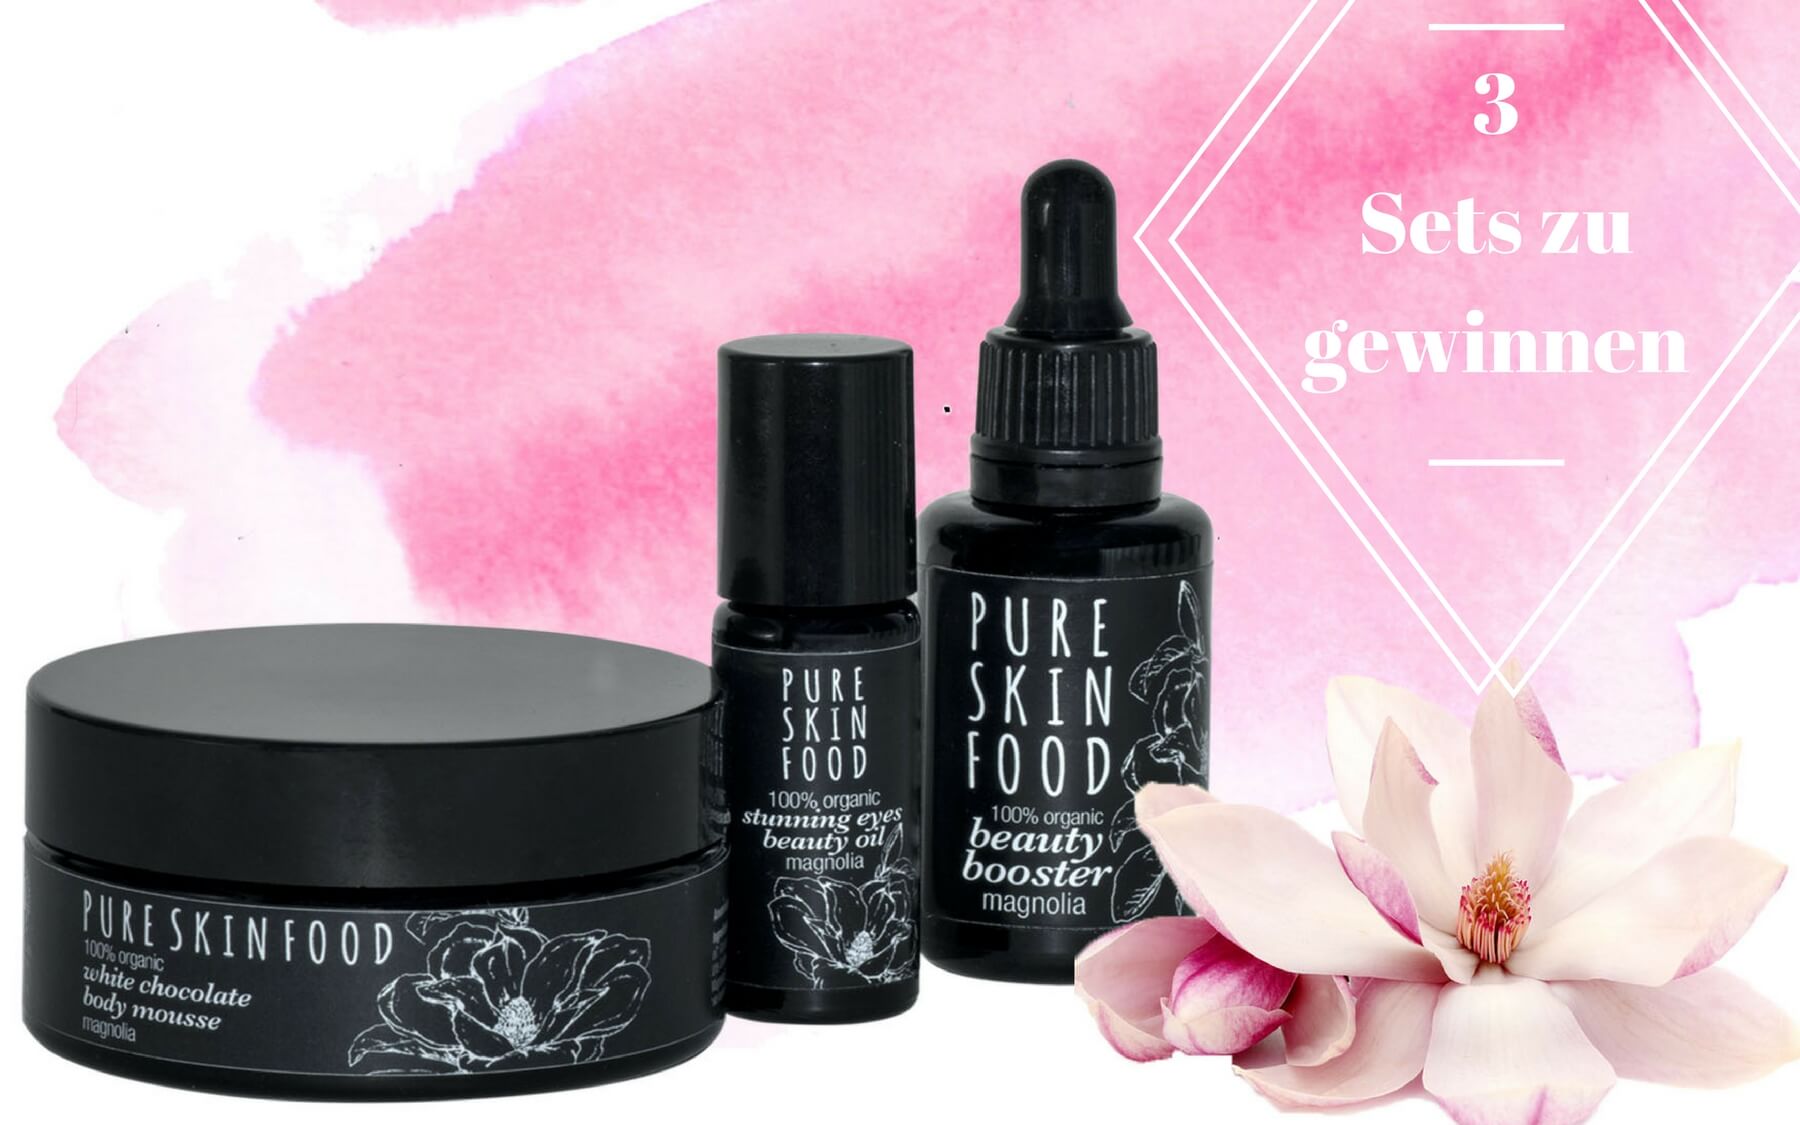 3
Sets zu
gewinnen
PURE
SKIN
FOOD
100% organic
beauty
booster
magnolia
PURE
SKIN
FOOD
100% organic
stunning eyes
beauty oil
magnolia
PURE SKIN FOOD
100% organic
white chocolate
body mousse
magnolia